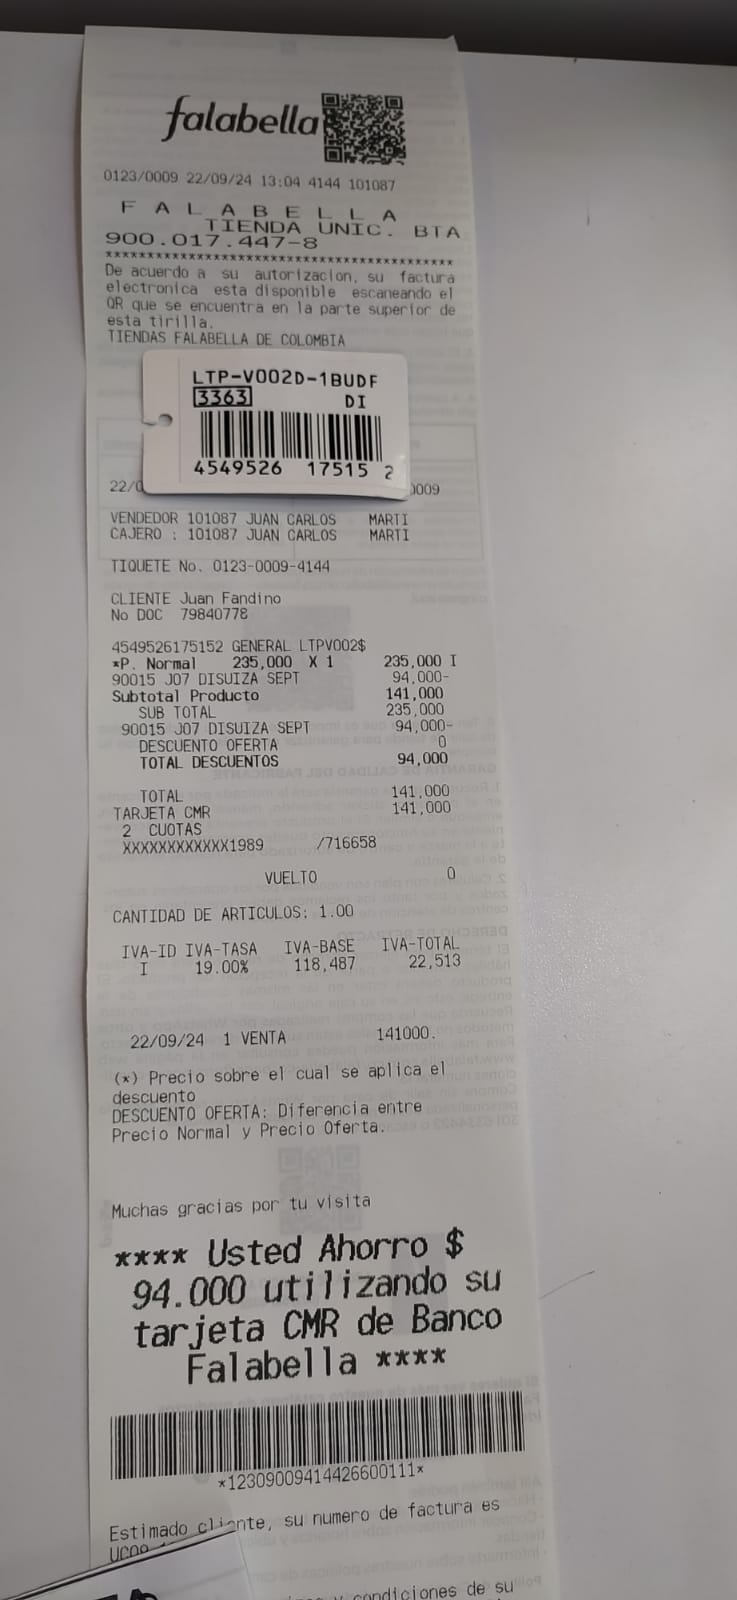 falabella
0123/0009 22/09/24 13:04 4144 101087
F A L A B E L L A
TIENDA UNIC. BTA
900.017.447-8
******************************************
De acuerdo a su autorizacion, su factura
electronica esta disponible escaneando el
QR que se encuentra en la parte superior de
esta tirilla.
TIENDAS FALABELLA DE COLOMBIA
LTP-V002D-1BUDF
3363 DI
4549526 17515 2
22/0 0009
VENDEDOR 101087 JUAN CARLOS MARTI
CAJERO : 101087 JUAN CARLOS MARTI
TIQUETE No. 0123-0009-4144
CLIENTE Juan Fandino
No DOC 79840778
4549526175152 GENERAL LTPV002$
*P. Normal 235,000 X 1 235,000 I
90015 J07 DISUIZA SEPT 94,000-
Subtotal Producto 141,000
SUB TOTAL 235,000
90015 J07 DISUIZA SEPT 94,000-
DESCUENTO OFERTA 0
TOTAL DESCUENTOS 94,000
TOTAL 141,000
TARJETA CMR 141,000
2 CUOTAS
XXXXXXXXXXXX1989 /716658
VUELTO 0
CANTIDAD DE ARTICULOS: 1.00
IVA-ID IVA-TASA IVA-BASE IVA-TOTAL
I 19.00% 118,487 22,513
22/09/24 1 VENTA 141000.
(*) Precio sobre el cual se aplica el
descuento
DESCUENTO OFERTA: Diferencia entre
Precio Normal y Precio Oferta.
Muchas gracias por tu visita
**** Usted Ahorro $
94.000 utilizando su
tarjeta CMR de Banco
Falabella ****
*12309009414426600111*
Estimado cliente, su numero de factura es
y condiciones de su